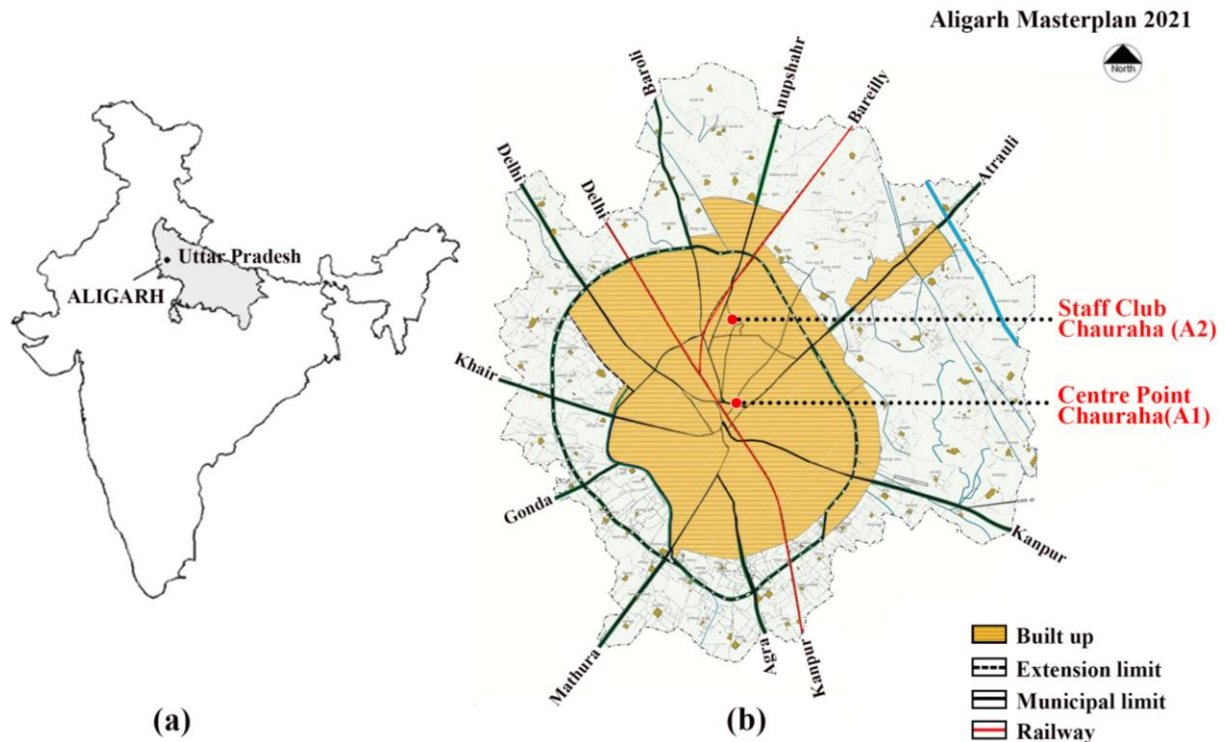 Aligarh Masterplan 2021
North
Uttar Pradesh
ALIGARH
Baroli
Anupshahr
Bareilly
Atrauli
Delhi
Delhi
Staff Club
Chauraha (A2)
Khair
Centre Point
Chauraha(A1)
Gonda
Kanpur
Mathura
Agra
Kanpur
Built up
Extension limit
Municipal limit
Railway
(a)
(b)